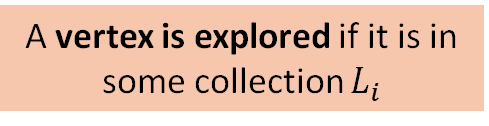 A vertex is explored if it is in
some collection Lᵢ